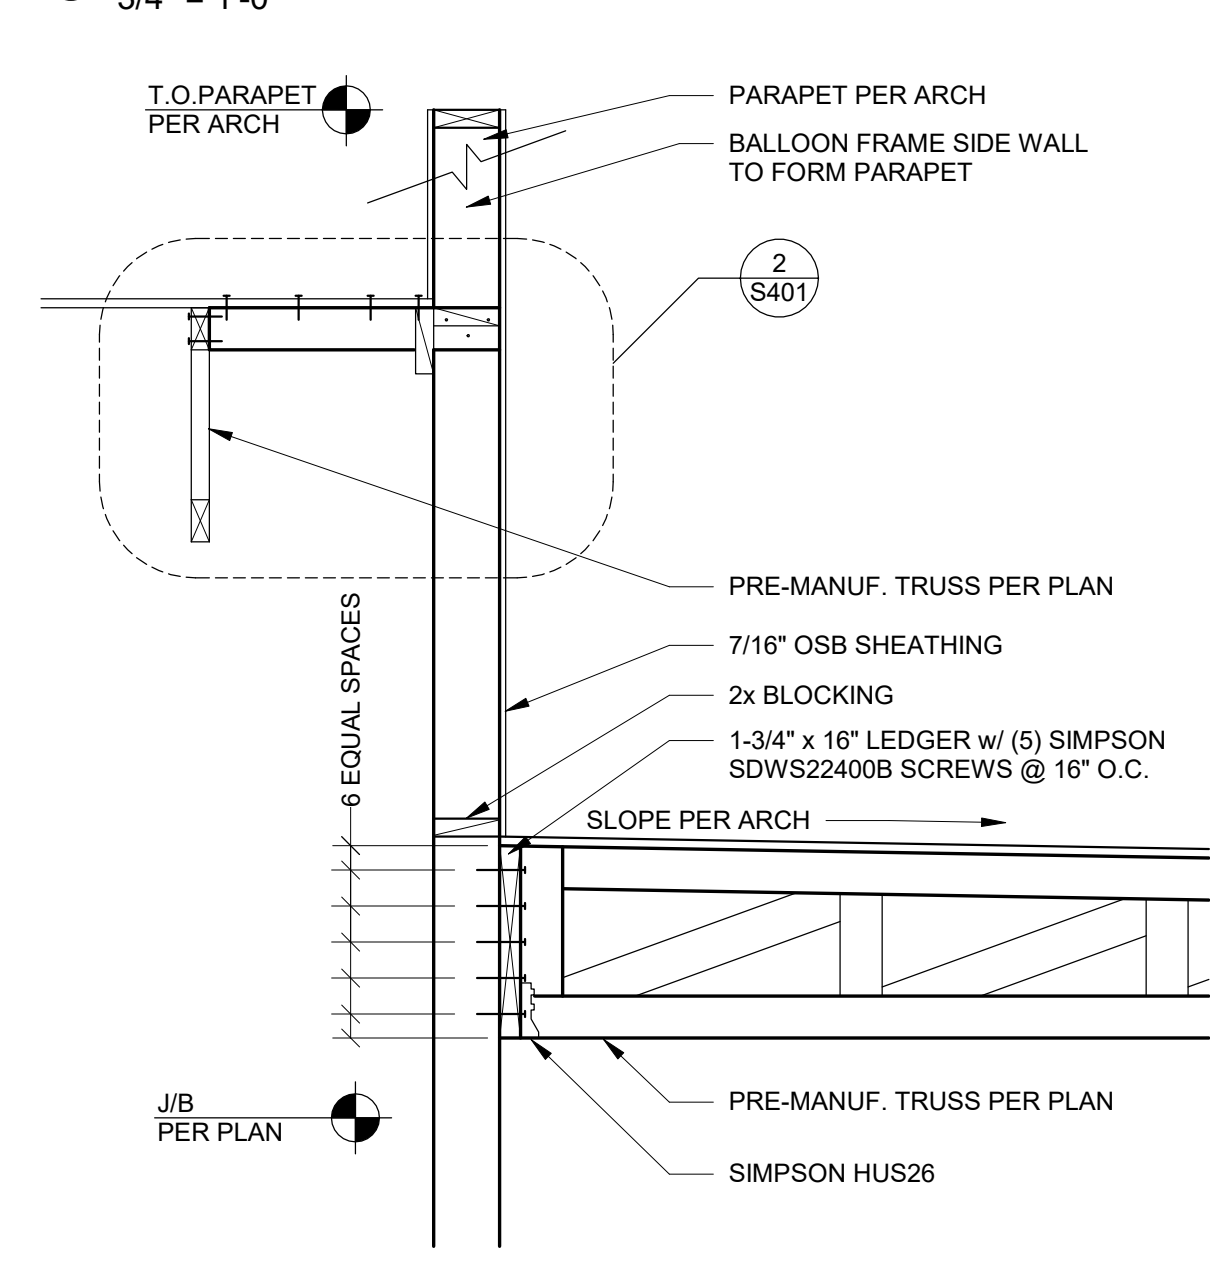 3/4" = 1'-0"
T.O.PARAPET
PER ARCH
PARAPET PER ARCH
BALLOON FRAME SIDE WALL
TO FORM PARAPET
2
S401
PRE-MANUF. TRUSS PER PLAN
7/16" OSB SHEATHING
2x BLOCKING
1-3/4" x 16" LEDGER w/ (5) SIMPSON
SDWS22400B SCREWS @ 16" O.C.
6 EQUAL SPACES
SLOPE PER ARCH
J/B
PER PLAN
PRE-MANUF. TRUSS PER PLAN
SIMPSON HUS26